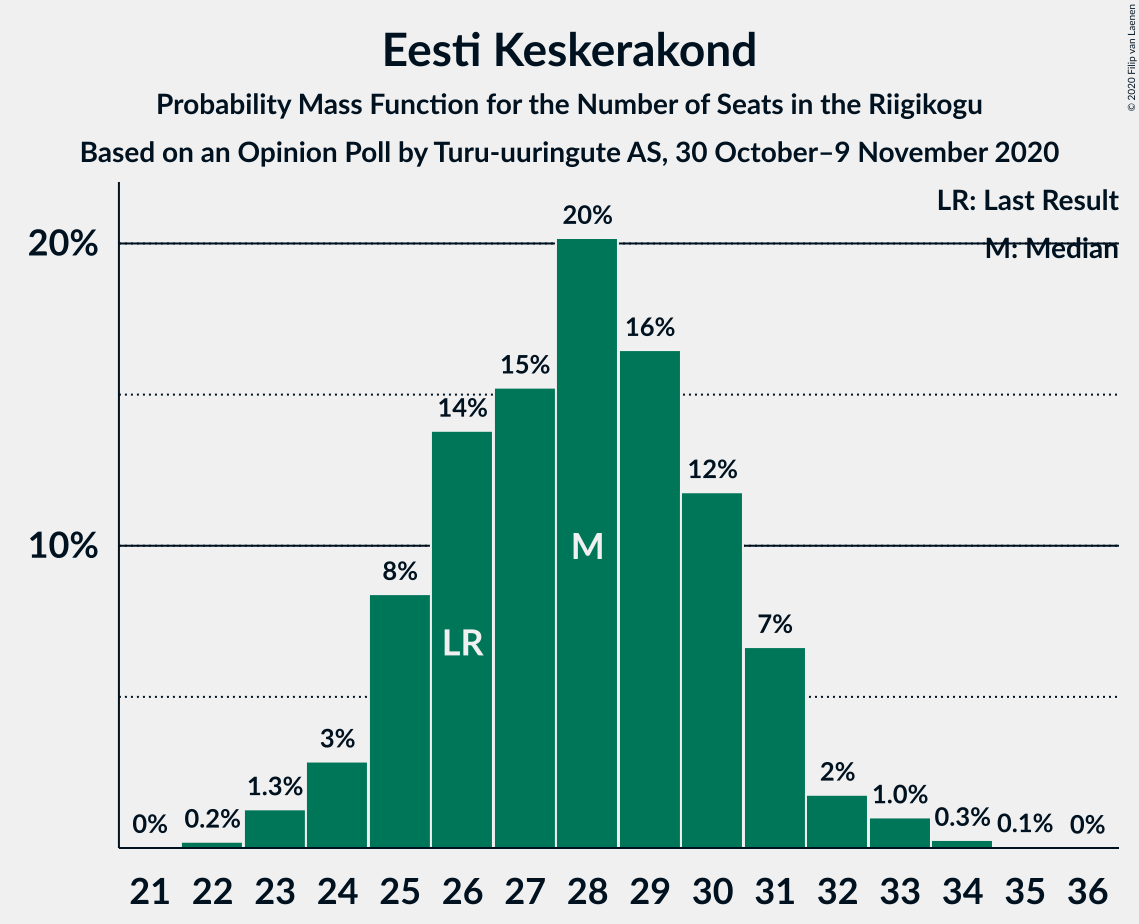 Eesti Keskerakond
Probability Mass Function for the Number of Seats in the Riigikogu
Based on an Opinion Poll by Turu-uuringute AS, 30 October–9 November 2020
© 2020 Filip van Laenen
LR: Last Result
M: Median
20%
10%
0%
0.2%
1.3%
3%
8%
14%
15%
20%
16%
12%
7%
2%
1.0%
0.3%
0.1%
0%
LR
M
21 22 23 24 25 26 27 28 29 30 31 32 33 34 35 36